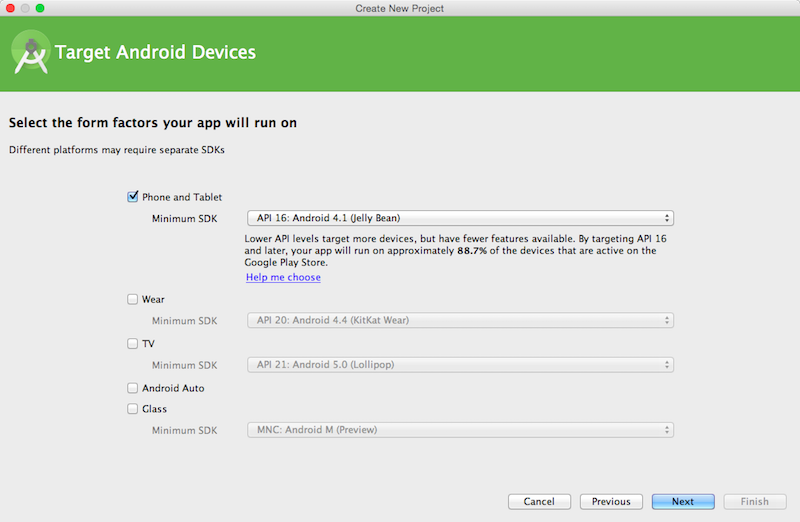 Create New Project
Target Android Devices
Select the form factors your app will run on
Different platforms may require separate SDKs
Phone and Tablet
Minimum SDK
API 16: Android 4.1 (Jelly Bean)
Lower API levels target more devices, but have fewer features available. By targeting API 16
and later, your app will run on approximately 88.7% of the devices that are active on the
Google Play Store.
Help me choose
Wear
Minimum SDK
API 20: Android 4.4 (KitKat Wear)
TV
Minimum SDK
API 21: Android 5.0 (Lollipop)
Android Auto
Glass
Minimum SDK
MNC: Android M (Preview)
Cancel
Previous
Next
Finish